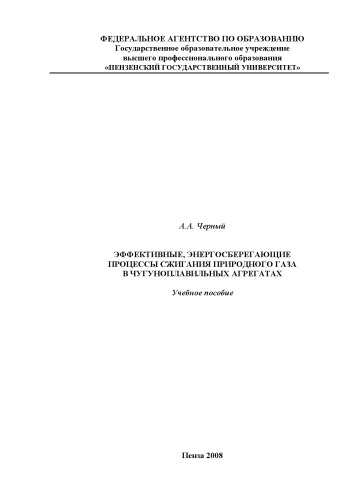 ФЕДЕРАЛЬНОЕ АГЕНТСТВО ПО ОБРАЗОВАНИЮ
Государственное образовательное учреждение
высшего профессионального образования
«ПЕНЗЕНСКИЙ ГОСУДАРСТВЕННЫЙ УНИВЕРСИТЕТ»
А.А. Черный
ЭФФЕКТИВНЫЕ, ЭНЕРГОСБЕРЕГАЮЩИЕ
ПРОЦЕССЫ СЖИГАНИЯ ПРИРОДНОГО ГАЗА
В ЧУГУНОПЛАВИЛЬНЫХ АГРЕГАТАХ
Учебное пособие
Пенза 2008